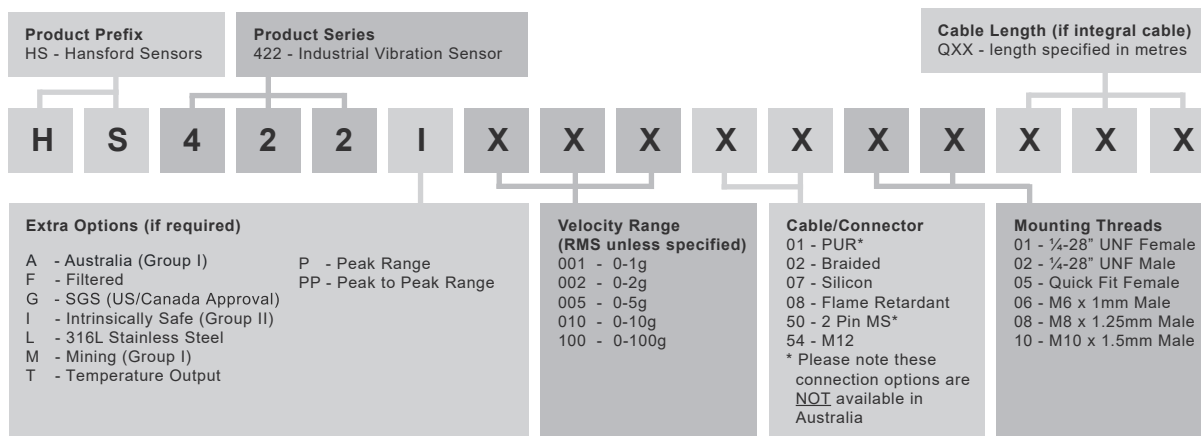 Product Prefix
HS - Hansford Sensors
Product Series
422 - Industrial Vibration Sensor
Cable Length (if integral cable)
QXX - length specified in metres
H S 4 2 2 I X X X X X X X X X X
Extra Options (if required)
A - Australia (Group I)
F - Filtered
G - SGS (US/Canada Approval)
I - Intrinsically Safe (Group II)
L - 316L Stainless Steel
M - Mining (Group I)
T - Temperature Output
P - Peak Range
PP - Peak to Peak Range
Velocity Range
(RMS unless specified)
001 - 0-1g
002 - 0-2g
005 - 0-5g
010 - 0-10g
100 - 0-100g
Cable/Connector
01 - PUR*
02 - Braided
07 - Silicon
08 - Flame Retardant
50 - 2 Pin MS*
54 - M12
* Please note these
connection options are
NOT available in
Australia
Mounting Threads
01 - ¼-28” UNF Female
02 - ¼-28” UNF Male
05 - Quick Fit Female
06 - M6 x 1mm Male
08 - M8 x 1.25mm Male
10 - M10 x 1.5mm Male